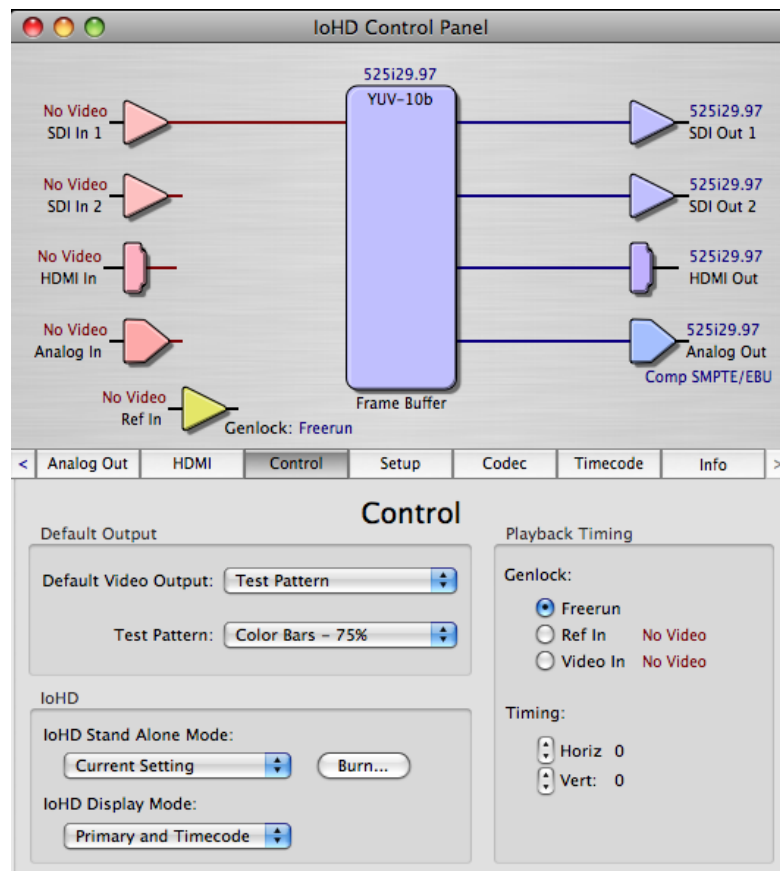 IoHD Control Panel
525i29.97
YUV-10b
No Video
SDI In 1
525i29.97
SDI Out 1
No Video
SDI In 2
525i29.97
SDI Out 2
No Video
HDMI In
525i29.97
HDMI Out
No Video
Analog In
525i29.97
Analog Out
Comp SMPTE/EBU
No Video
Ref In
Genlock: Freerun
Frame Buffer
< Analog Out HDMI Control Setup Codec Timecode Info >
Control
Default Output
Default Video Output: Test Pattern
Test Pattern: Color Bars - 75%
IoHD
IoHD Stand Alone Mode:
Current Setting Burn...
IoHD Display Mode:
Primary and Timecode
Playback Timing
Genlock:
Freerun
Ref In No Video
Video In No Video
Timing:
Horiz 0
Vert: 0